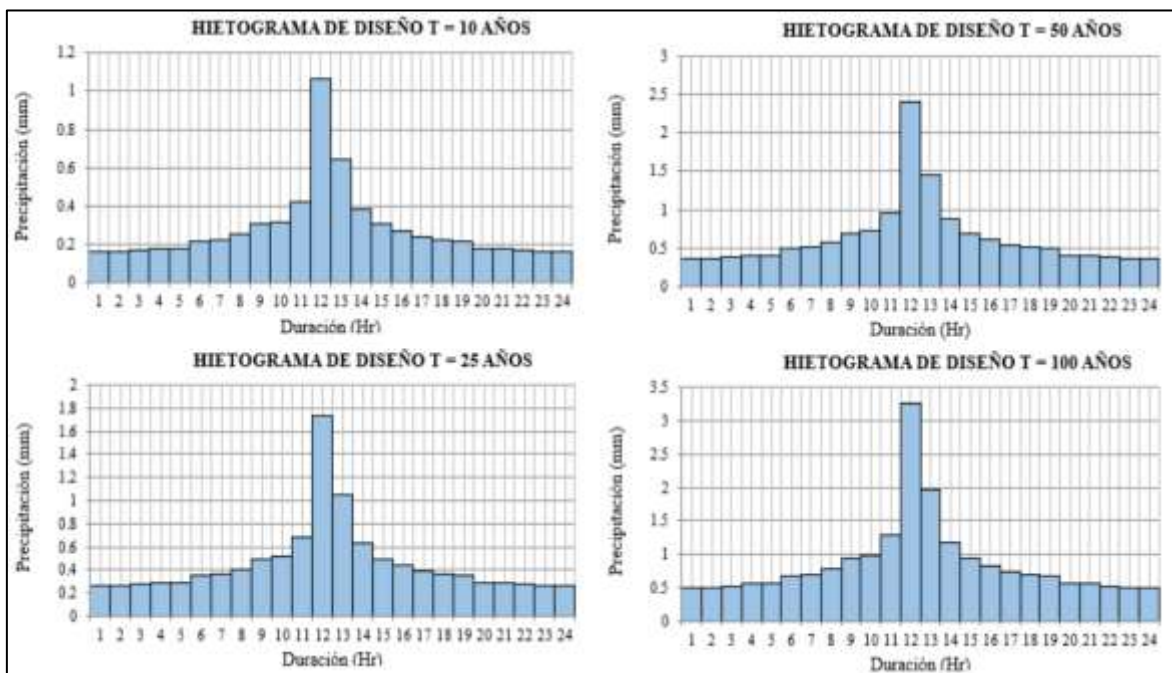 HIETOGRAMA DE DISEÑO T = 10 AÑOS
Precipitación (mm)
1.2
1
0.8
0.6
0.4
0.2
0
1 2 3 4 5 6 7 8 9 10 11 12 13 14 15 16 17 18 19 20 21 22 23 24
Duración (Hr)
HIETOGRAMA DE DISEÑO T = 50 AÑOS
Precipitación (mm)
3
2.5
2
1.5
1
0.5
0
1 2 3 4 5 6 7 8 9 10 11 12 13 14 15 16 17 18 19 20 21 22 23 24
Duración (Hr)
HIETOGRAMA DE DISEÑO T = 25 AÑOS
Precipitación (mm)
2
1.8
1.6
1.4
1.2
1
0.8
0.6
0.4
0.2
0
1 2 3 4 5 6 7 8 9 10 11 12 13 14 15 16 17 18 19 20 21 22 23 24
Duración (Hr)
HIETOGRAMA DE DISEÑO T = 100 AÑOS
Precipitación (mm)
3.5
3
2.5
2
1.5
1
0.5
0
1 2 3 4 5 6 7 8 9 10 11 12 13 14 15 16 17 18 19 20 21 22 23 24
Duración (Hr)